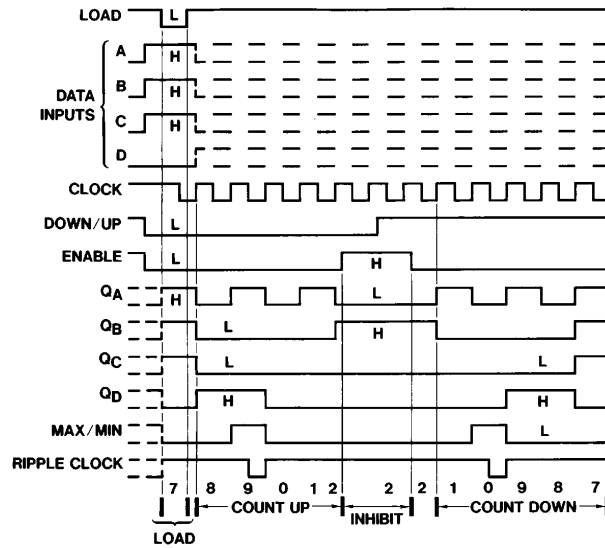 LOAD L
A H
B H
DATA
INPUTS
C H
D
CLOCK
DOWN/UP L
ENABLE L H
QA H L
QB L H
QC L L
QD H H
MAX/MIN L
RIPPLE CLOCK
7 8 9 0 1 2 2 2 1 0 9 8 7
COUNT UP INHIBIT COUNT DOWN
LOAD